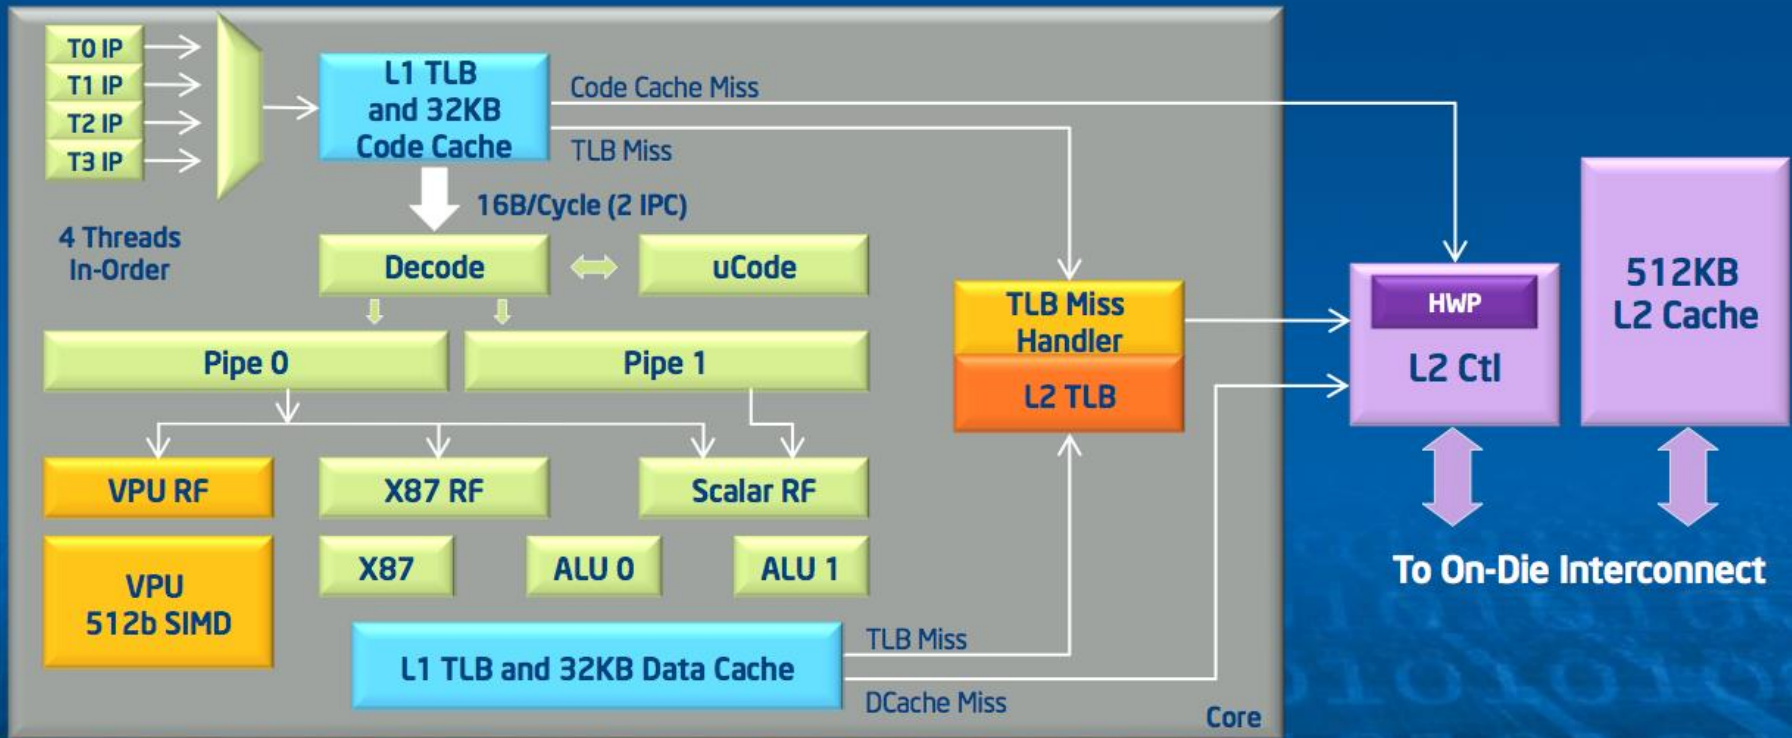 T0 IP
T1 IP
T2 IP
T3 IP
4 Threads
In-Order
L1 TLB
and 32KB
Code Cache
Code Cache Miss
TLB Miss
16B/Cycle (2 IPC)
Decode
uCode
Pipe 0
Pipe 1
VPU RF
X87 RF
Scalar RF
VPU
512b SIMD
X87
ALU 0
ALU 1
L1 TLB and 32KB Data Cache
TLB Miss
DCache Miss
Core
TLB Miss
Handler
L2 TLB
HWP
L2 Ctl
512KB
L2 Cache
To On-Die Interconnect